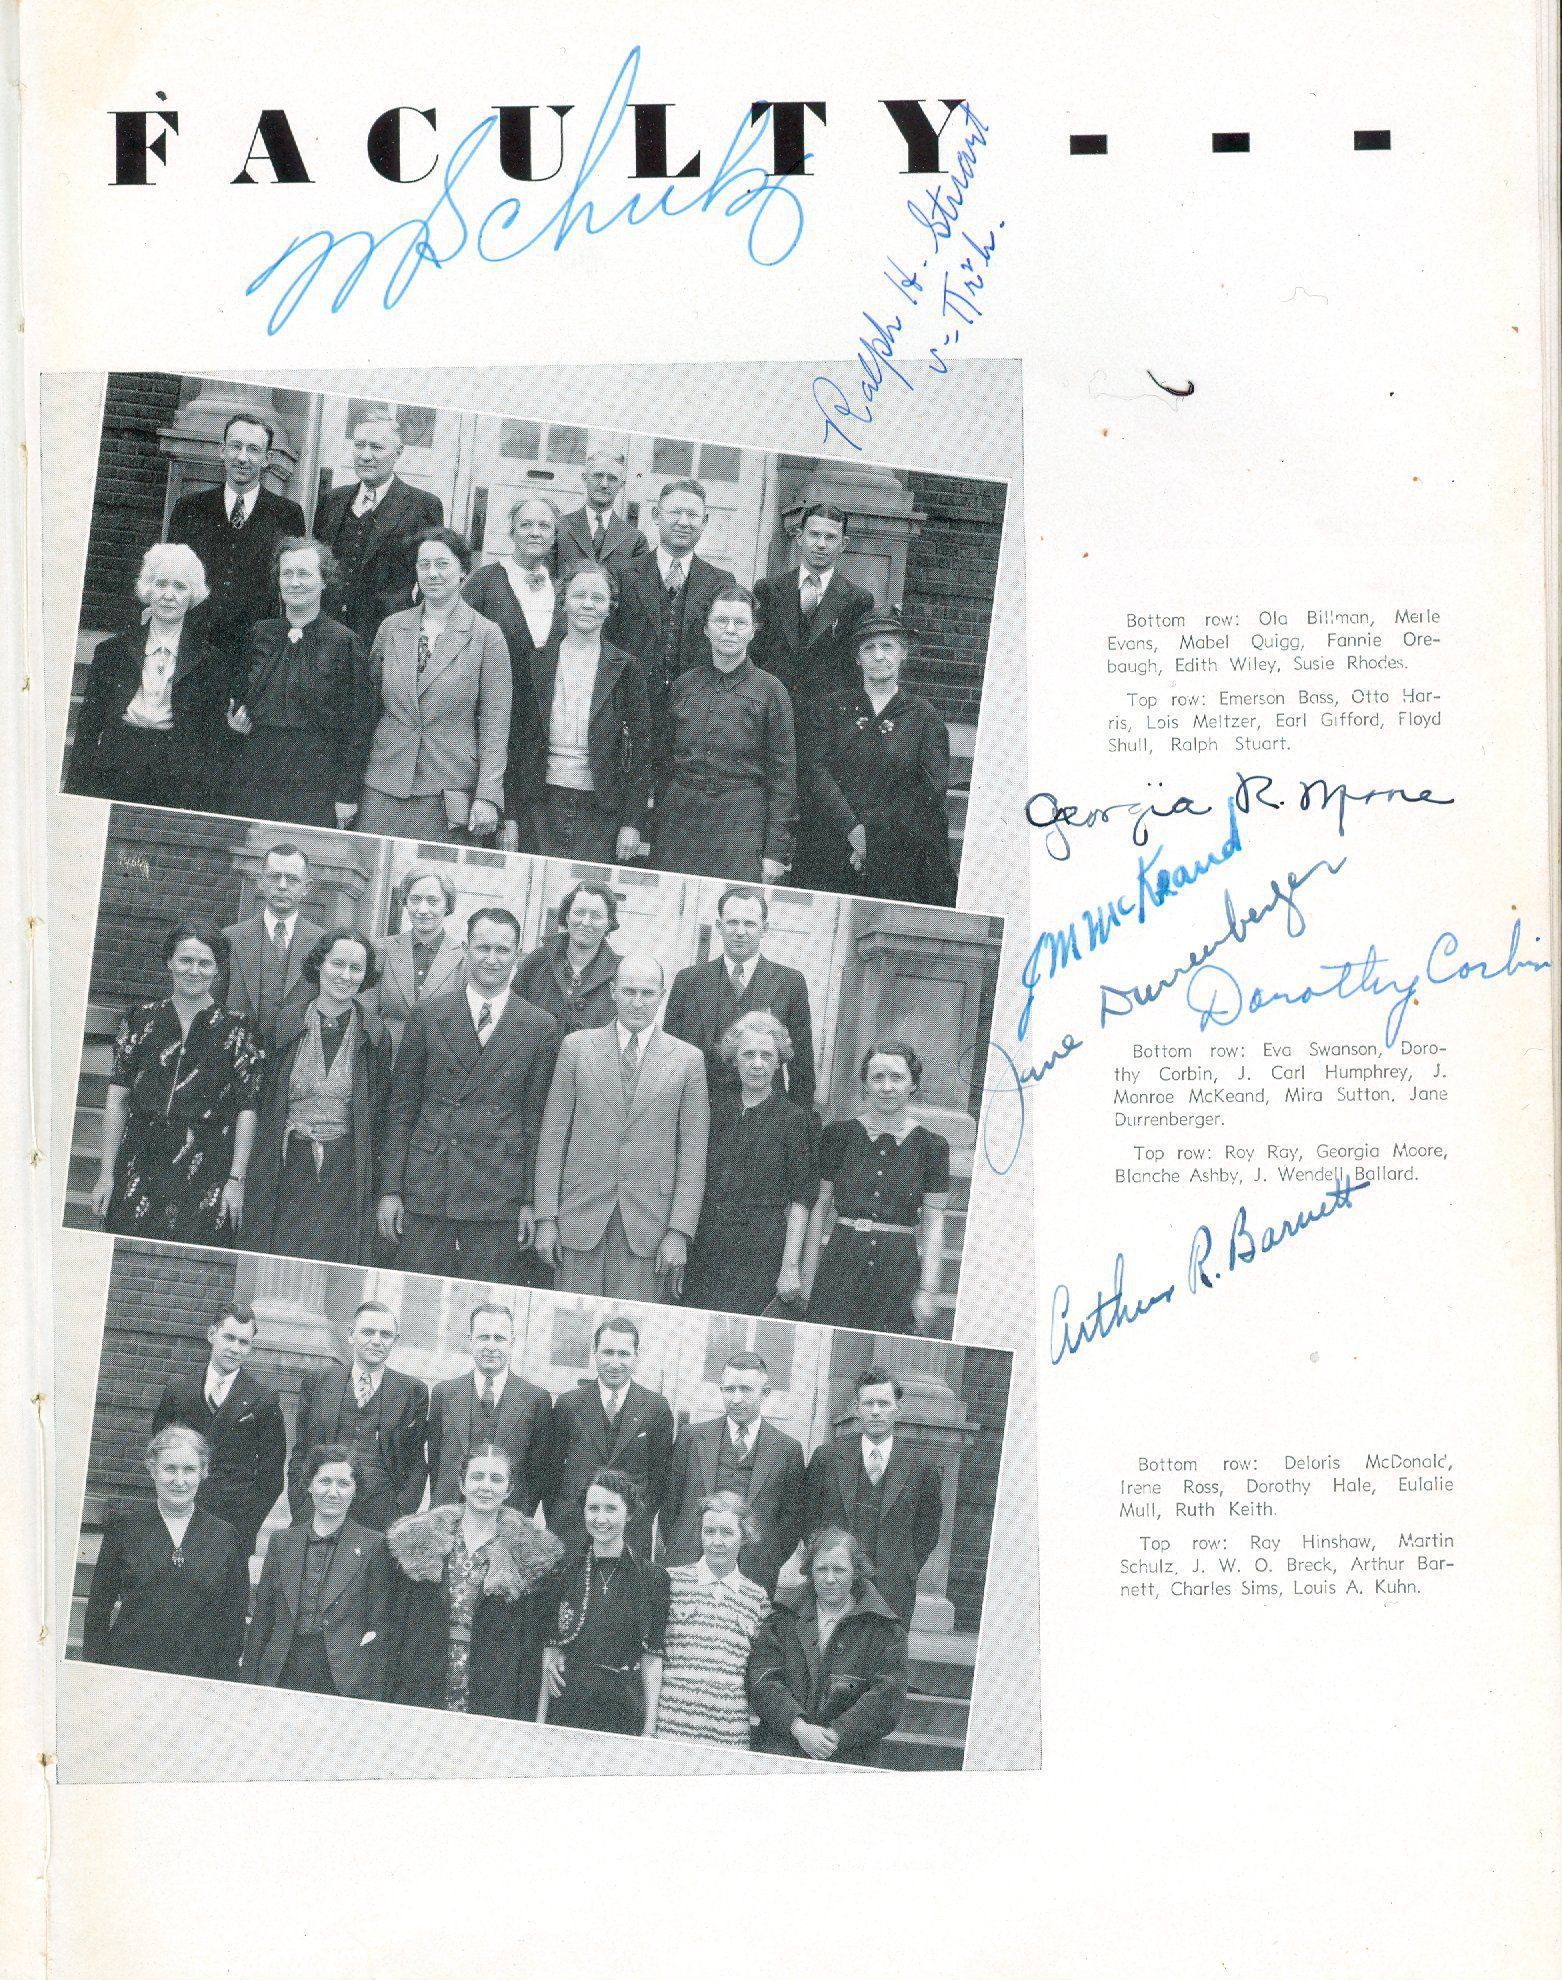 FACULTY - - -
M Schulz
Ralph H. Stuart
Bottom row: Ola Billman, Merle
Evans, Mabel Quigg, Fannie Ore-
baugh, Edith Wiley, Susie Rhodes.
Top row: Emerson Bass, Otto Har-
ris, Lois Meltzer, Earl Gifford, Floyd
Shull, Ralph Stuart.
Georgia R. Moore
J M McKeand
Jane Durrenberger
Dorothy Corbin
Bottom row: Eva Swanson, Doro-
thy Corbin, J. Carl Humphrey, J.
Monroe McKeand, Mira Sutton, Jane
Durrenberger.
Top row: Roy Ray, Georgia Moore,
Blanche Ashby, J. Wendell Ballard.
Arthur R. Barnett
Bottom row: Deloris McDonald,
Irene Ross, Dorothy Hale, Eulalie
Mull, Ruth Keith.
Top row: Ray Hinshaw, Martin
Schulz, J. W. O. Breck, Arthur Bar-
nett, Charles Sims, Louis A. Kuhn.